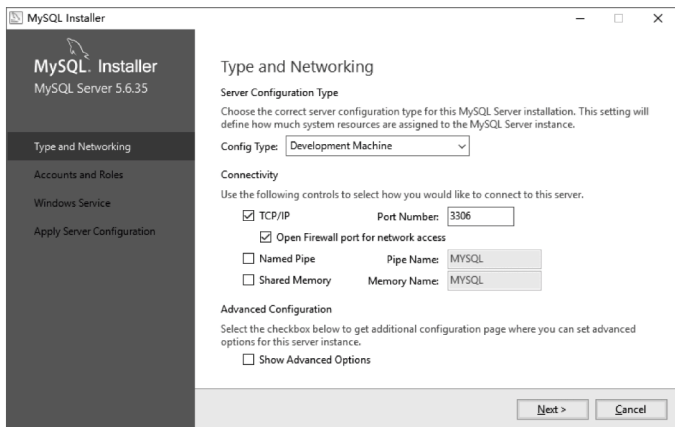 MySQL Installer
MySQL. Installer
MySQL Server 5.6.35
Type and Networking
Accounts and Roles
Windows Service
Apply Server Configuration
Type and Networking
Server Configuration Type
Choose the correct server configuration type for this MySQL Server installation. This setting will
define how much system resources are assigned to the MySQL Server instance.
Config Type: Development Machine
Connectivity
Use the following controls to select how you would like to connect to this server.
TCP/IP Port Number: 3306
Open Firewall port for network access
Named Pipe Pipe Name: MYSQL
Shared Memory Memory Name: MYSQL
Advanced Configuration
Select the checkbox below to get additional configuration page where you can set advanced
options for this server instance.
Show Advanced Options
Next > Cancel